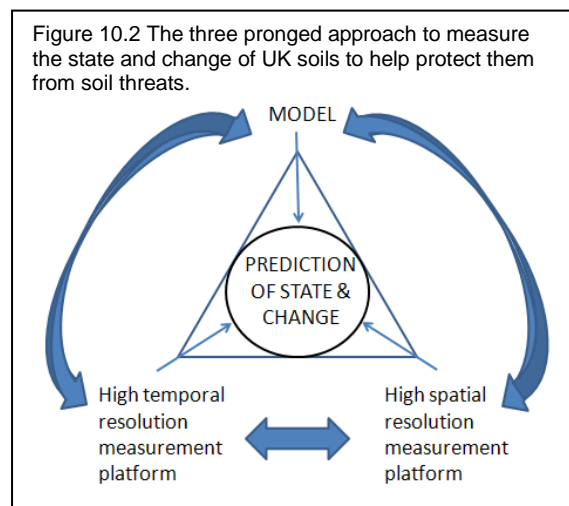 Figure 10.2 The three pronged approach to measure
the state and change of UK soils to help protect them
from soil threats.
MODEL
PREDICTION
OF STATE &
CHANGE
High temporal
resolution
measurement
platform
High spatial
resolution
measurement
platform